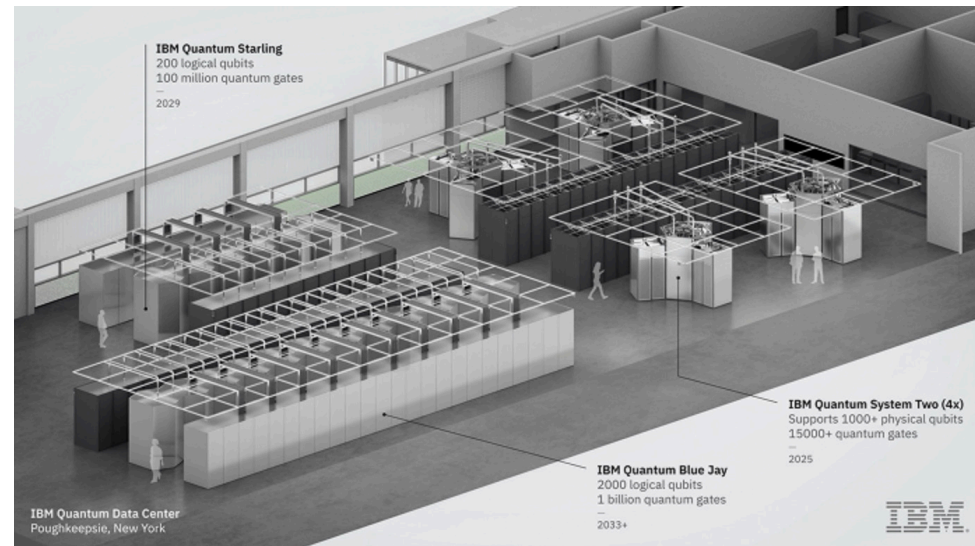 IBM Quantum Starling
200 logical qubits
100 million quantum gates
—
2029
IBM Quantum System Two (4x)
Supports 1000+ physical qubits
15000+ quantum gates
—
2025
IBM Quantum Blue Jay
2000 logical qubits
1 billion quantum gates
—
2033+
IBM Quantum Data Center
Poughkeepsie, New York
IBM®